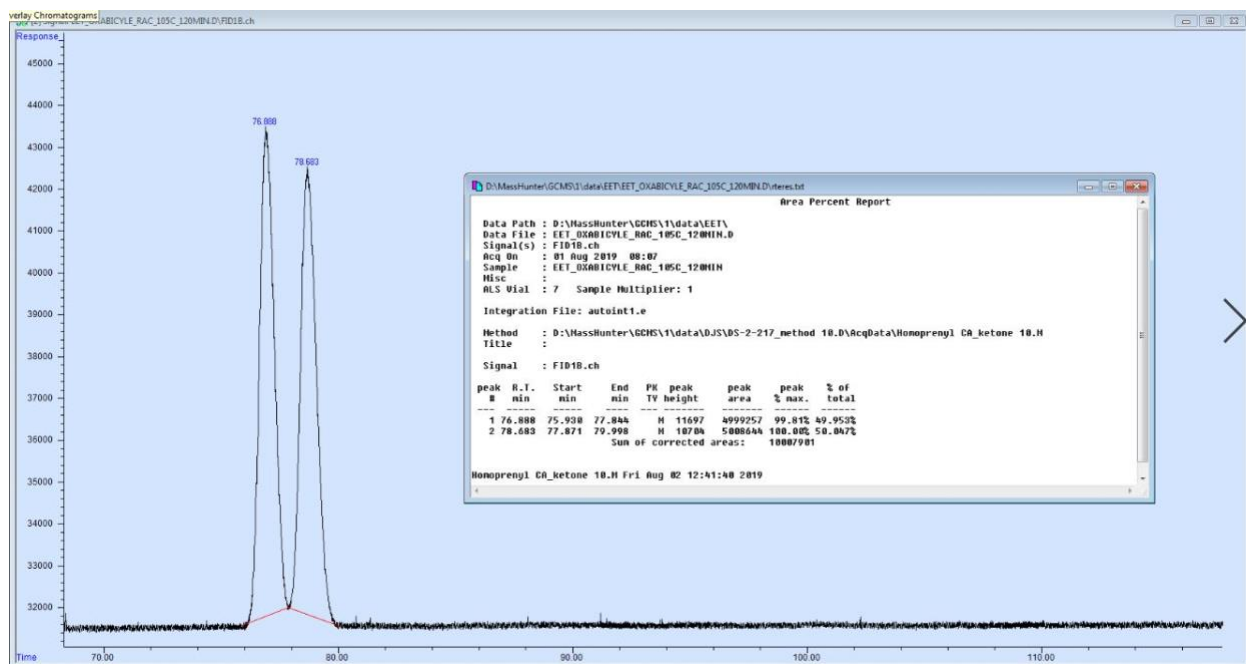 verlay Chromatograms
EET_OXABICYLE_RAC_105C_120MIN.D\FID1B.ch
Response_
45000
44000
43000
42000
41000
40000
39000
38000
37000
36000
35000
34000
33000
32000
76.888
78.683
Time
70.00
80.00
90.00
100.00
110.00
D:\MassHunter\GCMS\1\data\EET\EET_OXABICYLE_RAC_105C_120MIN.D\rteres.txt
Area Percent Report
Data Path : D:\MassHunter\GCMS\1\data\EET\
Data File : EET_OXABICYLE_RAC_105C_120MIN.D
Signal(s) : FID1B.ch
Acq On : 01 Aug 2019 08:07
Sample : EET_OXABICYLE_RAC_105C_120MIN
Misc :
ALS Vial : 7 Sample Multiplier: 1
Integration File: autoint1.e
Method : D:\MassHunter\GCMS\1\data\DJS\DS-2-217_method 10.D\AcqData\Homoprenyl CA_ketone 10.M
Title :
Signal : FID1B.ch
peak R.T. Start End PK peak peak peak % of
# min min min TY height area % max. total
1 76.888 75.930 77.844 M 11697 4999257 99.81% 49.953%
2 78.683 77.871 79.998 M 10704 5008644 100.00% 50.047%
Sum of corrected areas: 10007901
Homoprenyl CA_ketone 10.M Fri Aug 02 12:41:40 2019